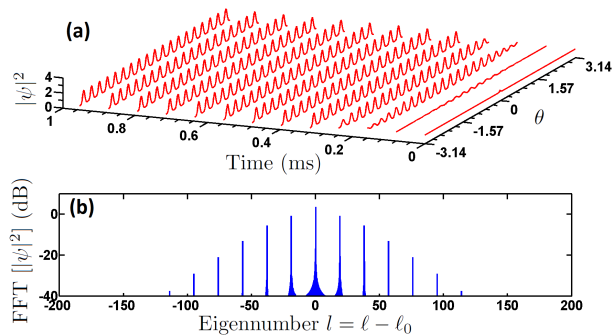 (a)
|ψ|²
4
2
0
1
0.8
0.6
0.4
0.2
0
Time (ms)
3.14
1.57
0
-1.57
-3.14
θ
(b)
FFT [|ψ|²] (dB)
0
-20
-40
-200 -150 -100 -50 0 50 100 150 200
Eigennumber l = ℓ − ℓ₀